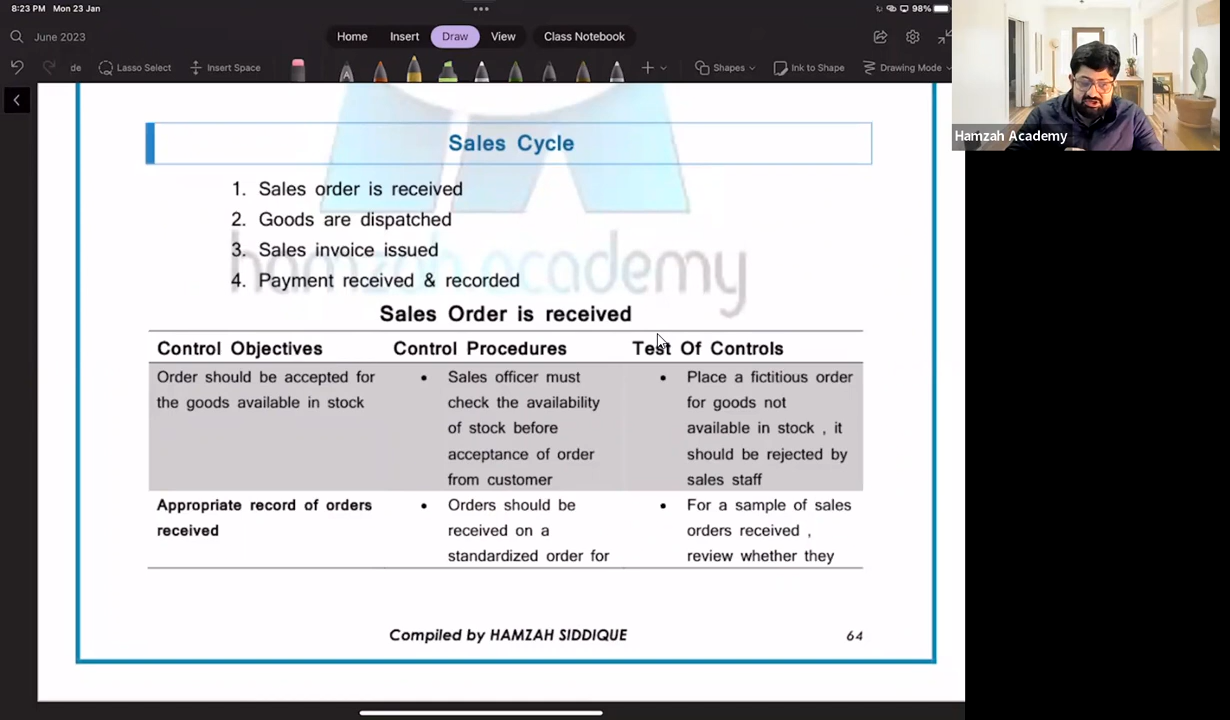 8:23 PM Mon 23 Jan
98%
June 2023
Home Insert Draw View Class Notebook
de Lasso Select Insert Space
Shapes Ink to Shape Drawing Mode
Hamzah Academy
Sales Cycle
1. Sales order is received
2. Goods are dispatched
3. Sales invoice issued
4. Payment received & recorded
hamzah academy
Sales Order is received
Control Objectives Control Procedures Test Of Controls
Order should be accepted for
the goods available in stock
• Sales officer must
check the availability
of stock before
acceptance of order
from customer
• Place a fictitious order
for goods not
available in stock , it
should be rejected by
sales staff
Appropriate record of orders
received
• Orders should be
received on a
standardized order for
• For a sample of sales
orders received ,
review whether they
Compiled by HAMZAH SIDDIQUE
64